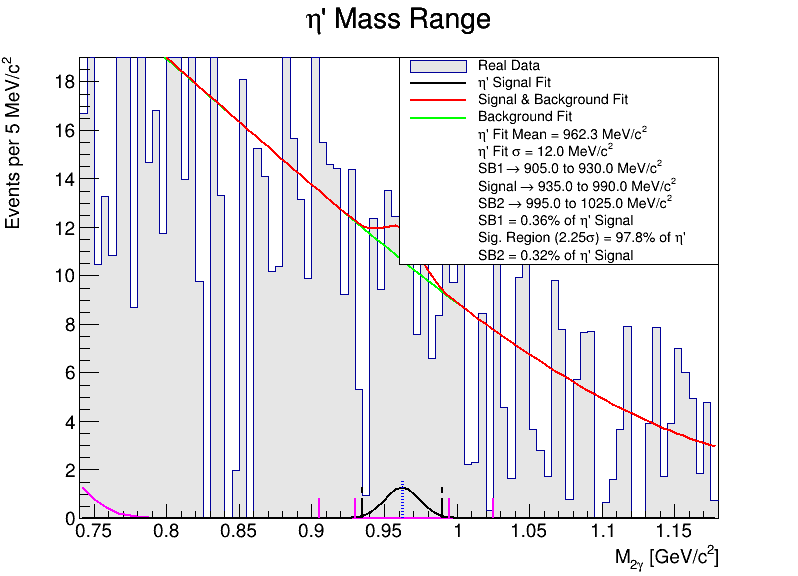 η' Mass Range
Events per 5 MeV/c²
18
16
14
12
10
8
6
4
2
0
Real Data
η' Signal Fit
Signal & Background Fit
Background Fit
η' Fit Mean = 962.3 MeV/c²
η' Fit σ = 12.0 MeV/c²
SB1 → 905.0 to 930.0 MeV/c²
Signal → 935.0 to 990.0 MeV/c²
SB2 → 995.0 to 1025.0 MeV/c²
SB1 = 0.36% of η' Signal
Sig. Region (2.25σ) = 97.8% of η'
SB2 = 0.32% of η' Signal
0.75 0.8 0.85 0.9 0.95 1 1.05 1.1 1.15
M₂γ [GeV/c²]